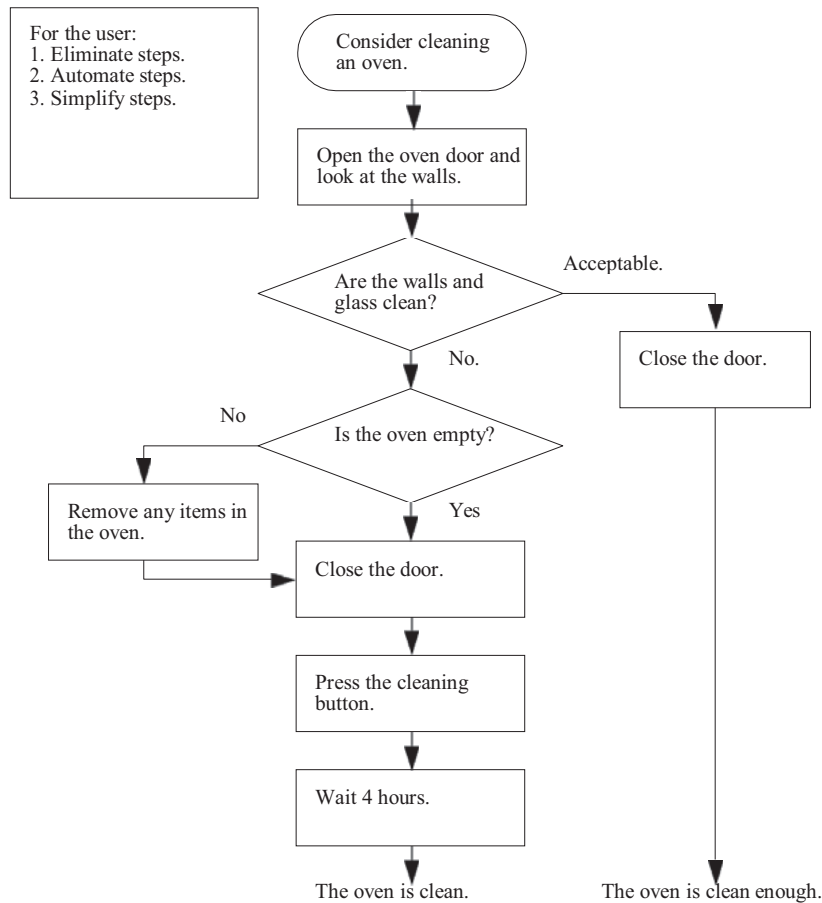 For the user:
1. Eliminate steps.
2. Automate steps.
3. Simplify steps.
Consider cleaning
an oven.
Open the oven door and
look at the walls.
Are the walls and
glass clean?
Acceptable.
Close the door.
No.
Is the oven empty?
No
Remove any items in
the oven.
Yes
Close the door.
Press the cleaning
button.
Wait 4 hours.
The oven is clean.
The oven is clean enough.